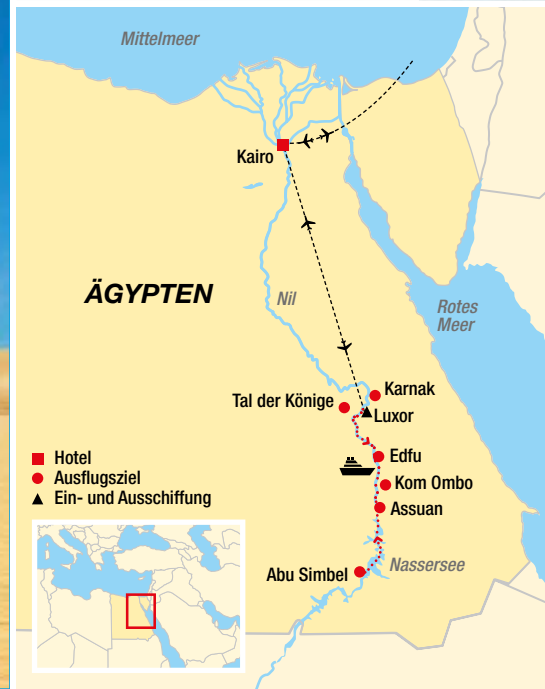 Mittelmeer
Kairo
ÄGYPTEN
Nil
Rotes
Meer
Karnak
Tal der Könige
Luxor
Edfu
Kom Ombo
Assuan
Nassersee
Abu Simbel
Hotel
Ausflugsziel
Ein- und Ausschiffung